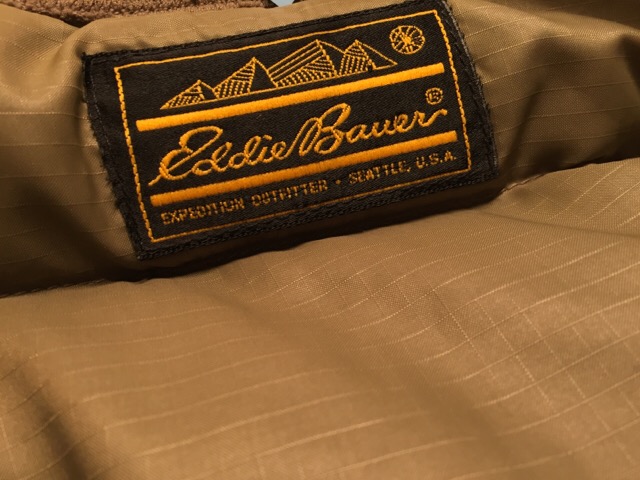 Eddie Bauer®
EXPEDITION OUTFITTER · SEATTLE, U.S.A.